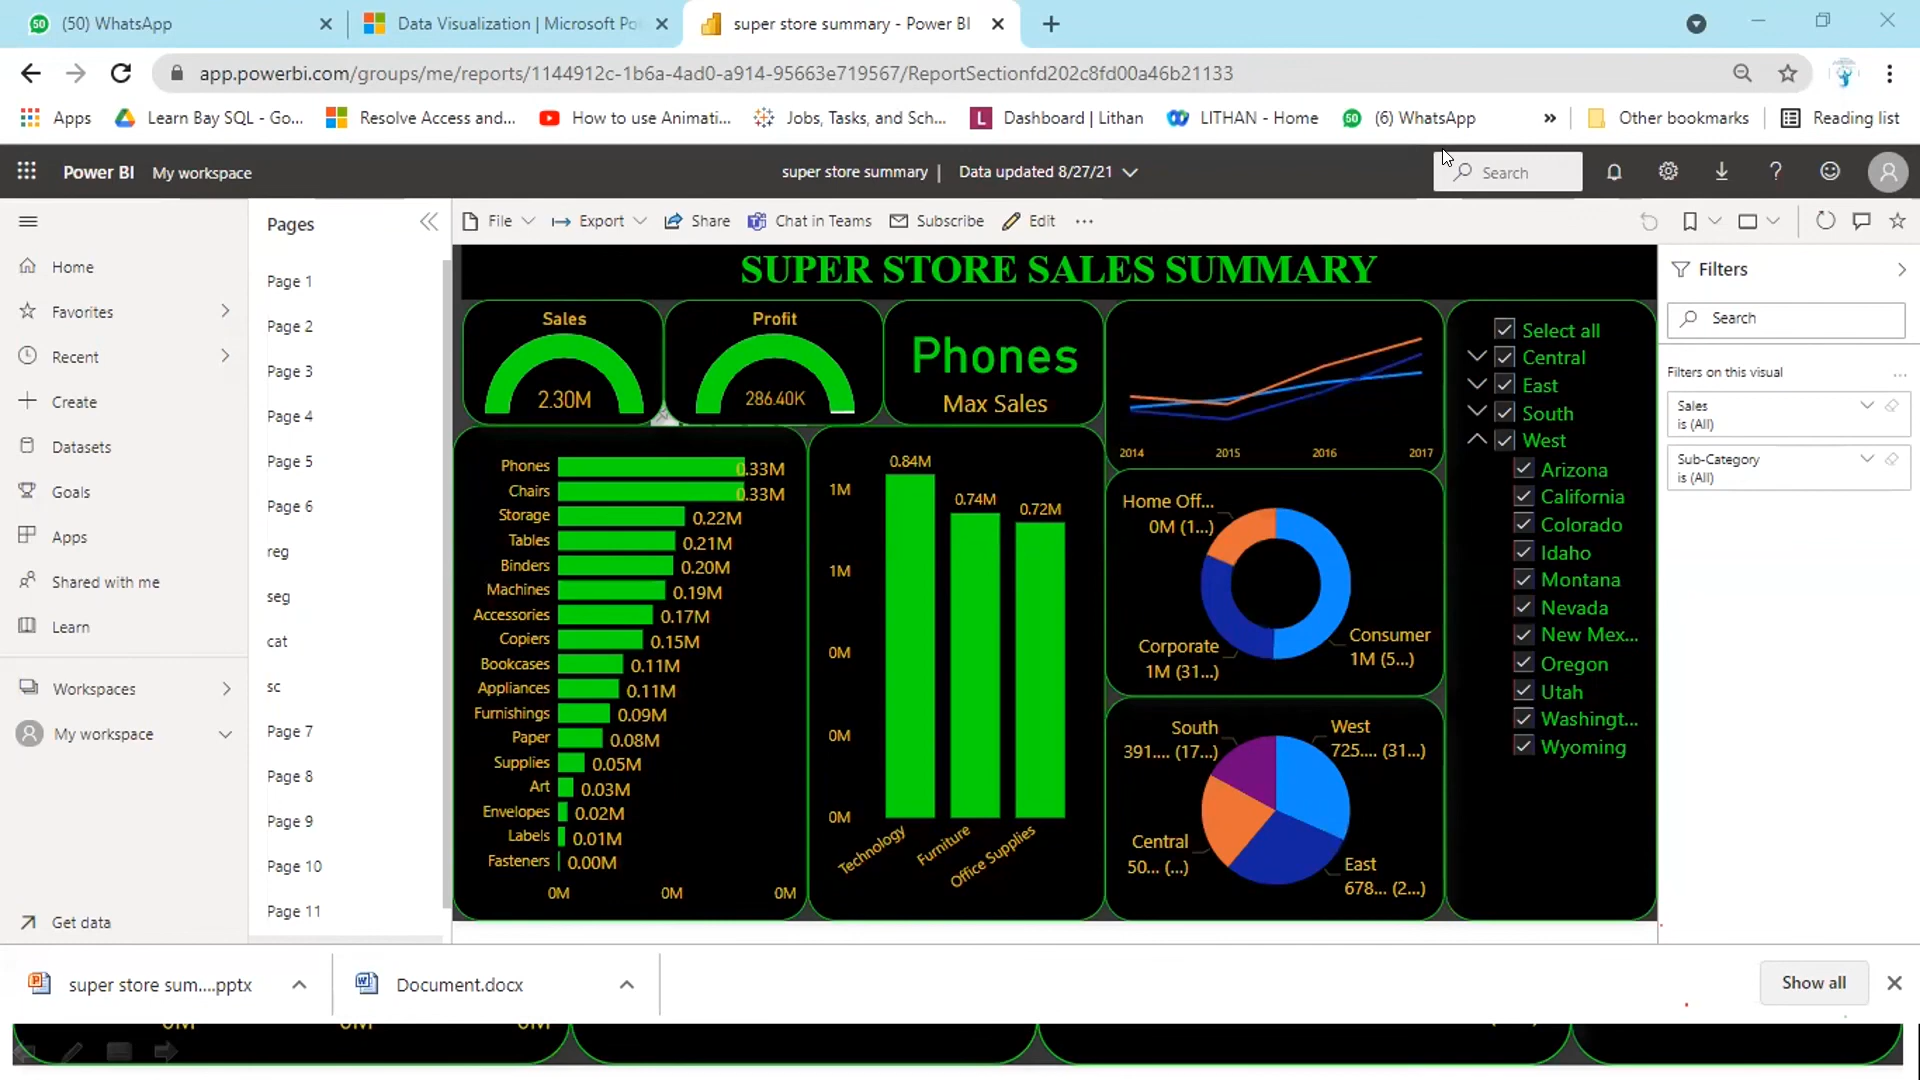 50 (50) WhatsApp
Data Visualization | Microsoft Po
super store summary - Power BI
app.powerbi.com/groups/me/reports/1144912c-1b6a-4ad0-a914-95663e719567/ReportSectionfd202c8fd00a46b21133
Apps Learn Bay SQL - Go... Resolve Access and... How to use Animati... Jobs, Tasks, and Sch... L Dashboard | Lithan LITHAN - Home 50 (6) WhatsApp » Other bookmarks Reading list
Power BI My workspace super store summary | Data updated 8/27/21 Search
Pages
File Export Share Chat in Teams Subscribe Edit ...
Home
Favorites
Recent
Create
Datasets
Goals
Apps
Shared with me
Learn
Workspaces
My workspace
Get data
Page 1
Page 2
Page 3
Page 4
Page 5
Page 6
reg
seg
cat
sc
Page 7
Page 8
Page 9
Page 10
Page 11
SUPER STORE SALES SUMMARY
Sales
2.30M
Profit
286.40K
Phones
Max Sales
2014 2015 2016 2017
Phones 0.33M
Chairs 0.33M
Storage 0.22M
Tables 0.21M
Binders 0.20M
Machines 0.19M
Accessories 0.17M
Copiers 0.15M
Bookcases 0.11M
Appliances 0.11M
Furnishings 0.09M
Paper 0.08M
Supplies 0.05M
Art 0.03M
Envelopes 0.02M
Labels 0.01M
Fasteners 0.00M
0M 0M 0M
1M
1M
0M
0M
0M
0.84M
0.74M
0.72M
Technology
Furniture
Office Supplies
Home Off...
0M (1...)
Corporate
1M (31...)
Consumer
1M (5...)
South
391.... (17...)
West
725.... (31...)
Central
50... (...)
East
678... (2...)
Select all
Central
East
South
West
Arizona
California
Colorado
Idaho
Montana
Nevada
New Mex...
Oregon
Utah
Washingt...
Wyoming
Filters
Search
Filters on this visual ...
Sales
is (All)
Sub-Category
is (All)
super store sum....pptx
Document.docx
Show all